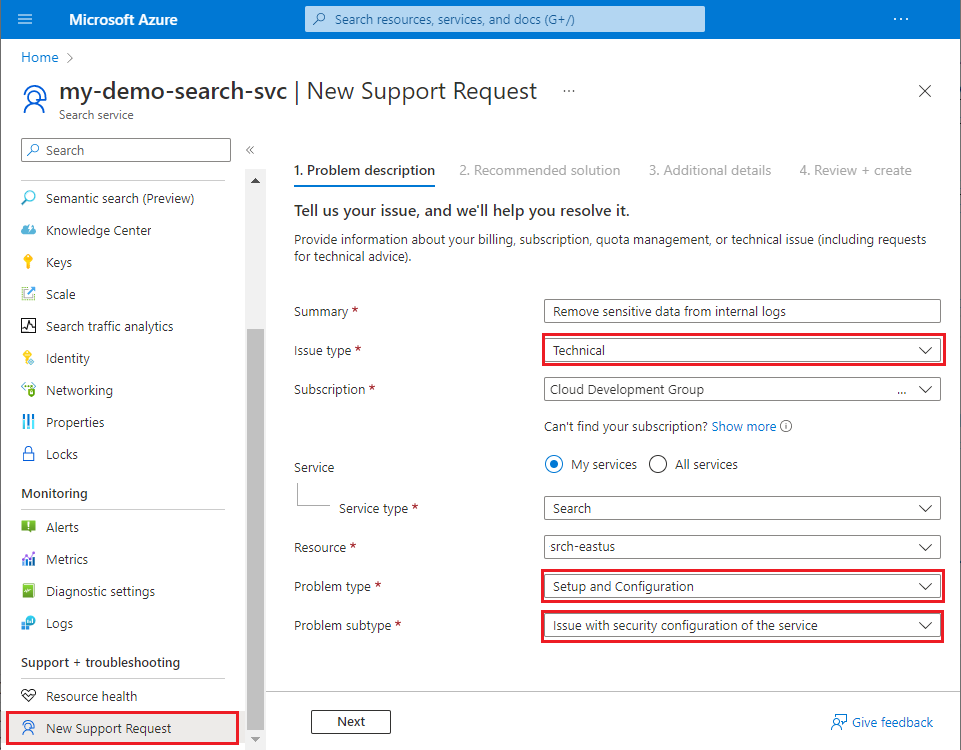 Microsoft Azure
Search resources, services, and docs (G+/)
...
Home >
my-demo-search-svc | New Support Request ...
Search service
Search
«
Semantic search (Preview)
Knowledge Center
Keys
Scale
Search traffic analytics
Identity
Networking
Properties
Locks
Monitoring
Alerts
Metrics
Diagnostic settings
Logs
Support + troubleshooting
Resource health
New Support Request
1. Problem description 2. Recommended solution 3. Additional details 4. Review + create
Tell us your issue, and we'll help you resolve it.
Provide information about your billing, subscription, quota management, or technical issue (including requests
for technical advice).
Summary * Remove sensitive data from internal logs
Issue type * Technical
Subscription * Cloud Development Group ...
Can't find your subscription? Show more
Service My services All services
Service type * Search
Resource * srch-eastus
Problem type * Setup and Configuration
Problem subtype * Issue with security configuration of the service
Next
Give feedback